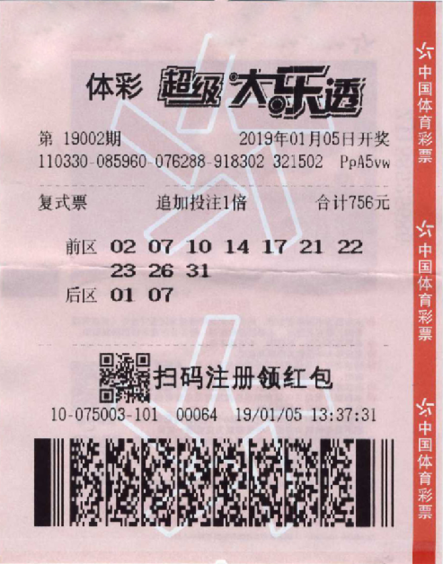 体彩 超级大乐透
第 19002期 2019年01月05日开奖
110330-085960-076288-918302 321502 PpA5vw
复式票 追加投注1倍 合计756元
前区 02 07 10 14 17 21 22
23 26 31
后区 01 07
扫码注册领红包
10-075003-101 00064 19/01/05 13:37:31
中国体育彩票
中国体育彩票
中国体育彩票